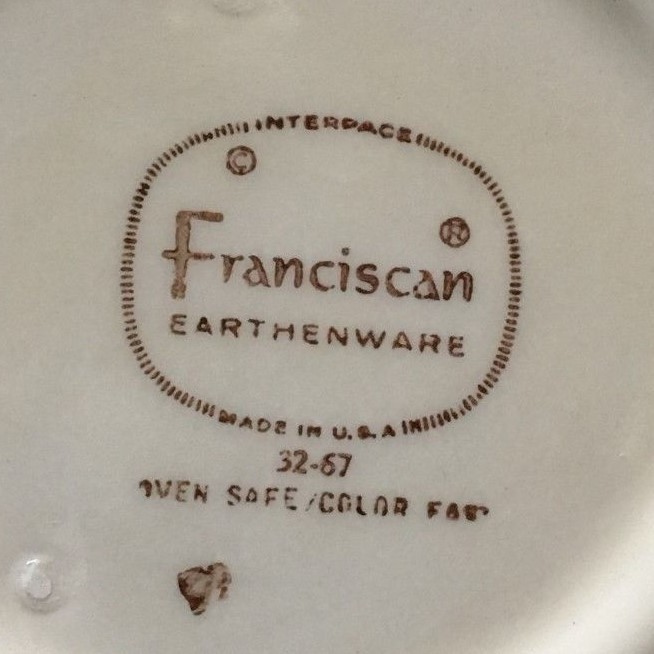 INTERPACE
©
®
Franciscan
EARTHENWARE
MADE IN U.S.A
32-67
OVEN SAFE/COLOR FAST